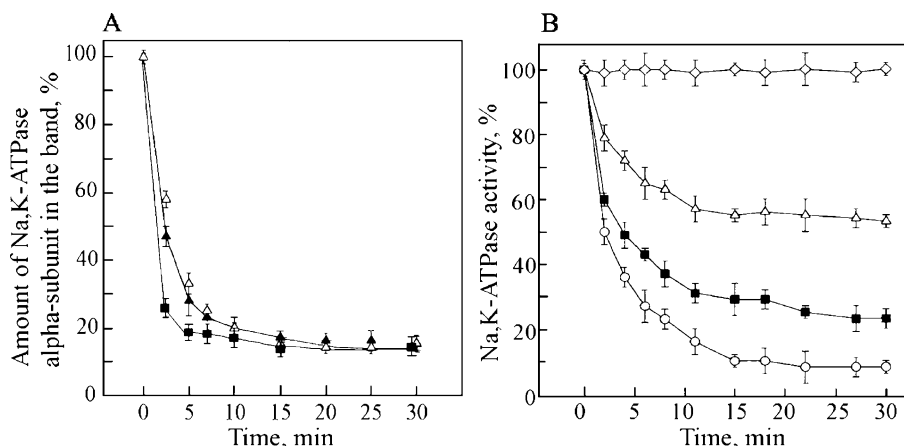 A
Amount of Na,K-ATPase
alpha-subunit in the band, %
100
80
60
40
20
0
0 5 10 15 20 25 30
Time, min
B
Na,K-ATPase activity, %
100
80
60
40
20
0
0 5 10 15 20 25 30
Time, min